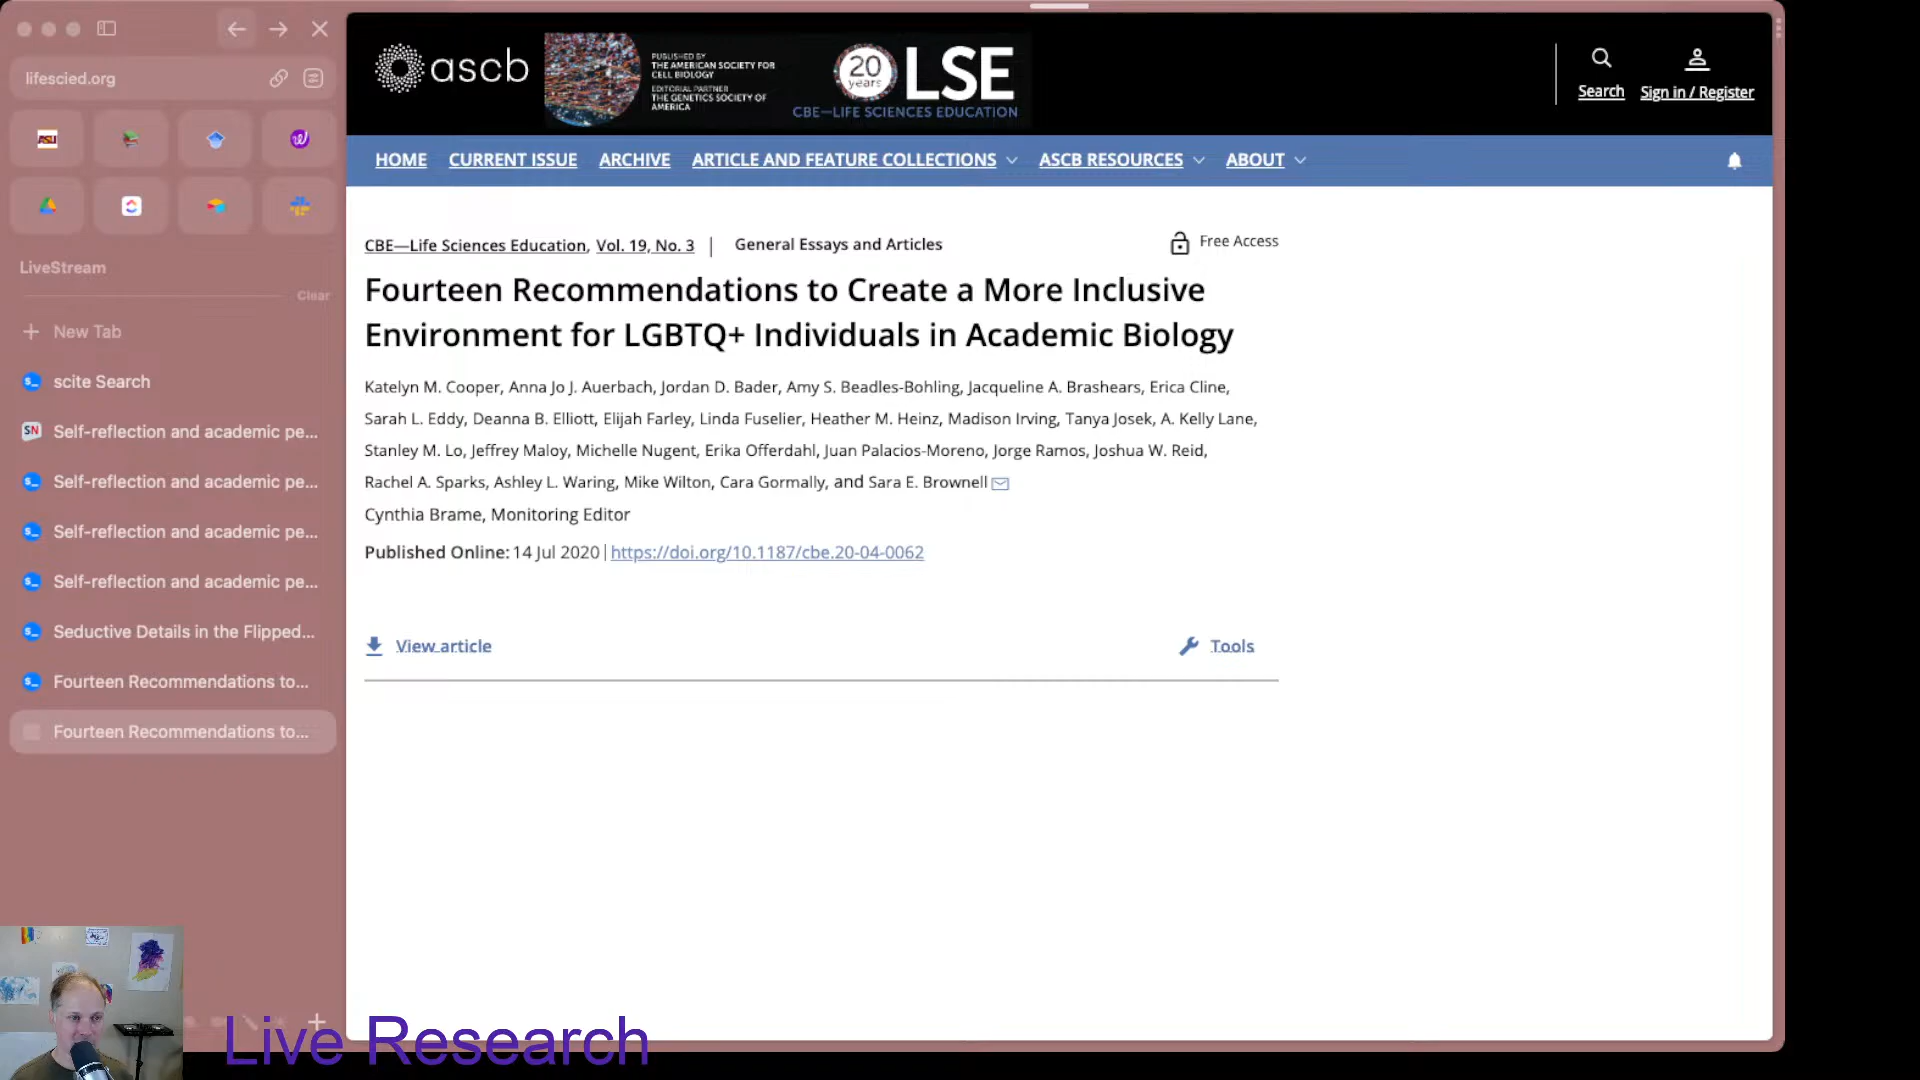 lifescied.org
ASU
LiveStream
Clear
New Tab
scite Search
SN Self-reflection and academic pe...
Self-reflection and academic pe...
Self-reflection and academic pe...
Self-reflection and academic pe...
Seductive Details in the Flipped...
Fourteen Recommendations to...
Fourteen Recommendations to...
ascb
PUBLISHED BY
THE AMERICAN SOCIETY FOR
CELL BIOLOGY
EDITORIAL PARTNER
THE GENETICS SOCIETY OF
AMERICA
20
years
LSE
CBE—LIFE SCIENCES EDUCATION
Search
Sign in / Register
HOME CURRENT ISSUE ARCHIVE ARTICLE AND FEATURE COLLECTIONS ASCB RESOURCES ABOUT
CBE—Life Sciences Education, Vol. 19, No. 3 | General Essays and Articles
Free Access
Fourteen Recommendations to Create a More Inclusive
Environment for LGBTQ+ Individuals in Academic Biology
Katelyn M. Cooper, Anna Jo J. Auerbach, Jordan D. Bader, Amy S. Beadles-Bohling, Jacqueline A. Brashears, Erica Cline,
Sarah L. Eddy, Deanna B. Elliott, Elijah Farley, Linda Fuselier, Heather M. Heinz, Madison Irving, Tanya Josek, A. Kelly Lane,
Stanley M. Lo, Jeffrey Maloy, Michelle Nugent, Erika Offerdahl, Juan Palacios-Moreno, Jorge Ramos, Joshua W. Reid,
Rachel A. Sparks, Ashley L. Waring, Mike Wilton, Cara Gormally, and Sara E. Brownell
Cynthia Brame, Monitoring Editor
Published Online: 14 Jul 2020 | https://doi.org/10.1187/cbe.20-04-0062
View article
Tools
Live Research